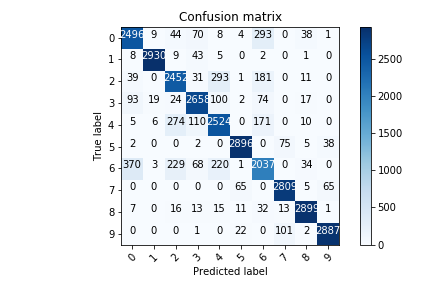 Confusion matrix
0 2496 9 44 70 8 4 293 0 38 1
1 8 2930 9 43 5 0 2 0 1 0
2 39 0 2452 31 293 1 181 0 11 0
3 93 19 24 2658 100 2 74 0 17 0
4 5 6 274 110 2524 0 171 0 10 0
5 2 0 2 0 0 2896 0 75 5 38
6 370 3 229 68 220 1 2037 0 34 0
7 0 0 0 0 0 65 0 2809 5 65
8 7 0 16 13 15 11 32 13 2899 1
9 0 0 0 1 0 22 0 101 2 2887
0 1 2 3 4 5 6 7 8 9
True label
Predicted label
2500
2000
1500
1000
500
0